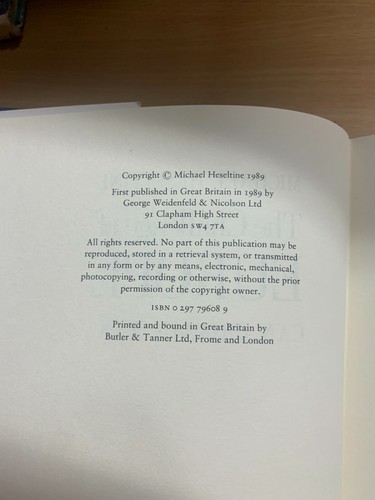 Copyright © Michael Heseltine 1989
First published in Great Britain in 1989 by
George Weidenfeld & Nicolson Ltd
91 Clapham High Street
London SW4 7TA
All rights reserved. No part of this publication may be
reproduced, stored in a retrieval system, or transmitted
in any form or by any means, electronic, mechanical,
photocopying, recording or otherwise, without the prior
permission of the copyright owner.
ISBN 0 297 79608 9
Printed and bound in Great Britain by
Butler & Tanner Ltd, Frome and London